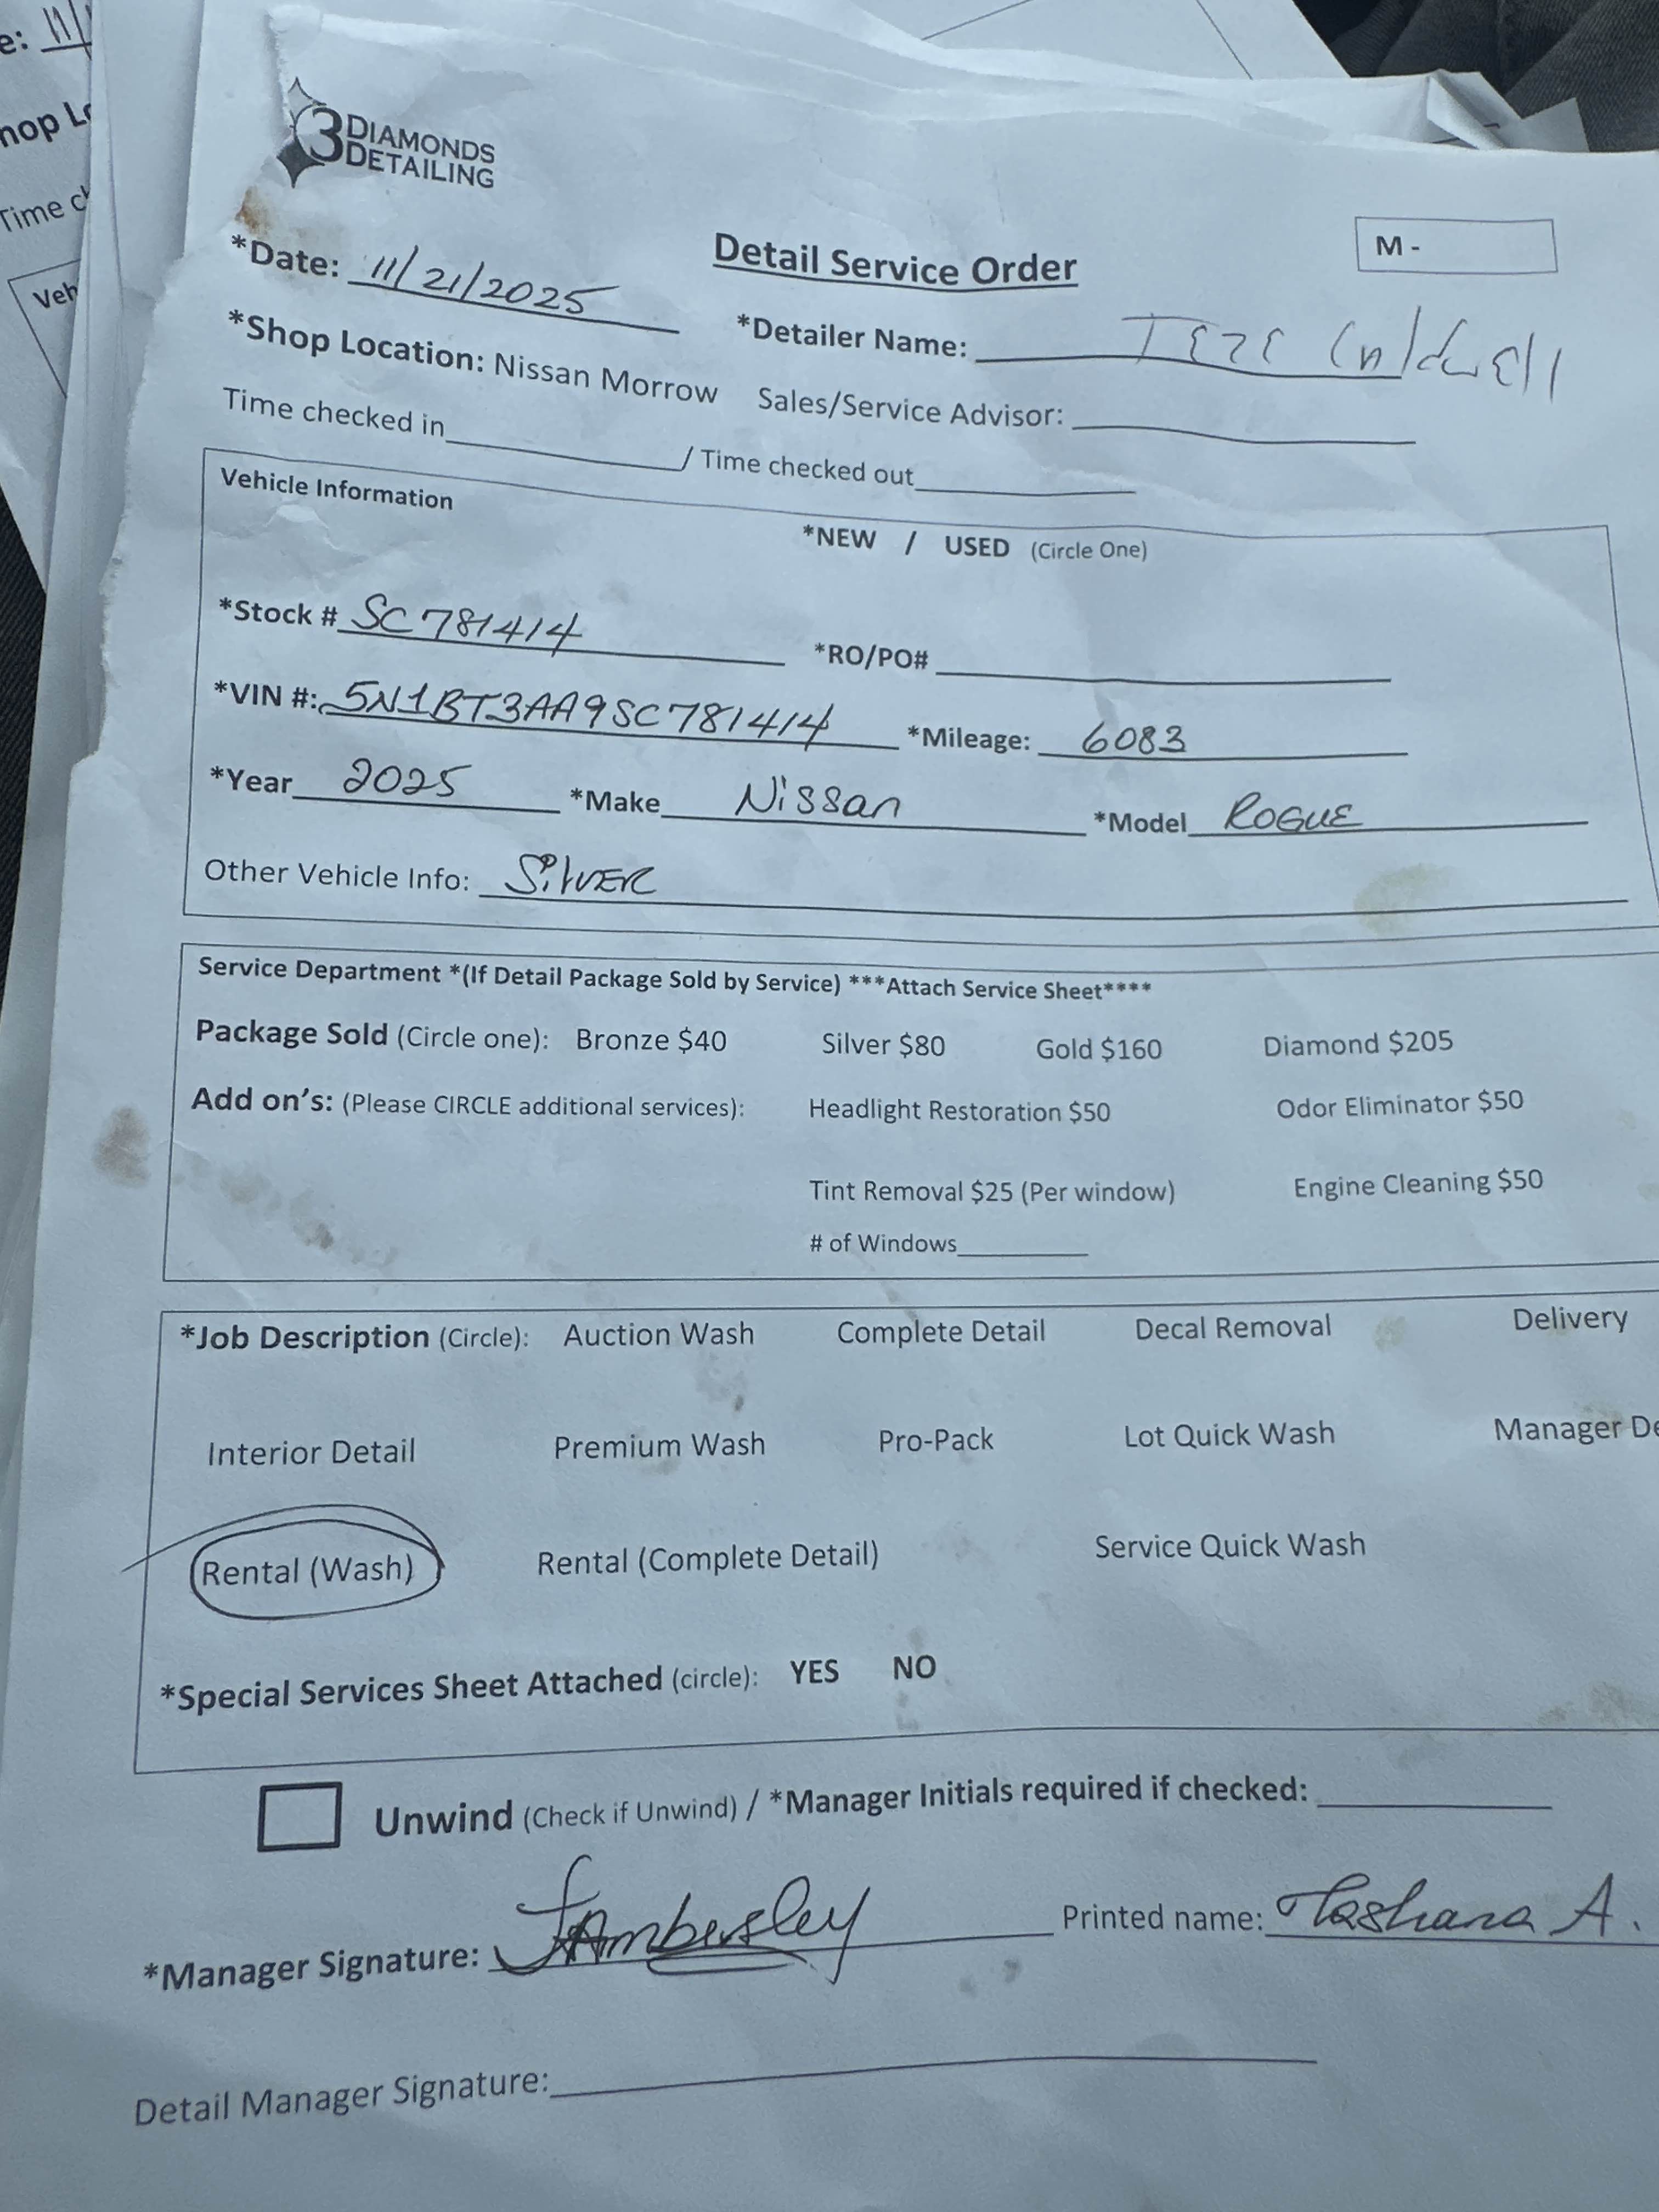 e: 11/
hop Lo
Time ch
Veh
3 DIAMONDS
DETAILING
Detail Service Order
M -
*Date: 11/21/2025
*Detailer Name:
*Shop Location: Nissan Morrow Sales/Service Advisor:
Time checked in / Time checked out
Vehicle Information
*NEW / USED (Circle One)
*Stock # SC781414 *RO/PO#
*VIN #: 5N1BT3AA9SC781414 *Mileage: 6083
*Year 2025 *Make Nissan *Model ROGUE
Other Vehicle Info: SilVER
Service Department *(If Detail Package Sold by Service) ***Attach Service Sheet****
Package Sold (Circle one): Bronze $40 Silver $80 Gold $160 Diamond $205
Add on's: (Please CIRCLE additional services): Headlight Restoration $50 Odor Eliminator $50
Tint Removal $25 (Per window) Engine Cleaning $50
# of Windows
*Job Description (Circle): Auction Wash Complete Detail Decal Removal Delivery
Interior Detail Premium Wash Pro-Pack Lot Quick Wash Manager De
Rental (Wash) Rental (Complete Detail) Service Quick Wash
*Special Services Sheet Attached (circle): YES NO
Unwind (Check if Unwind) / *Manager Initials required if checked:
*Manager Signature: Printed name: Tashana A.
Detail Manager Signature: